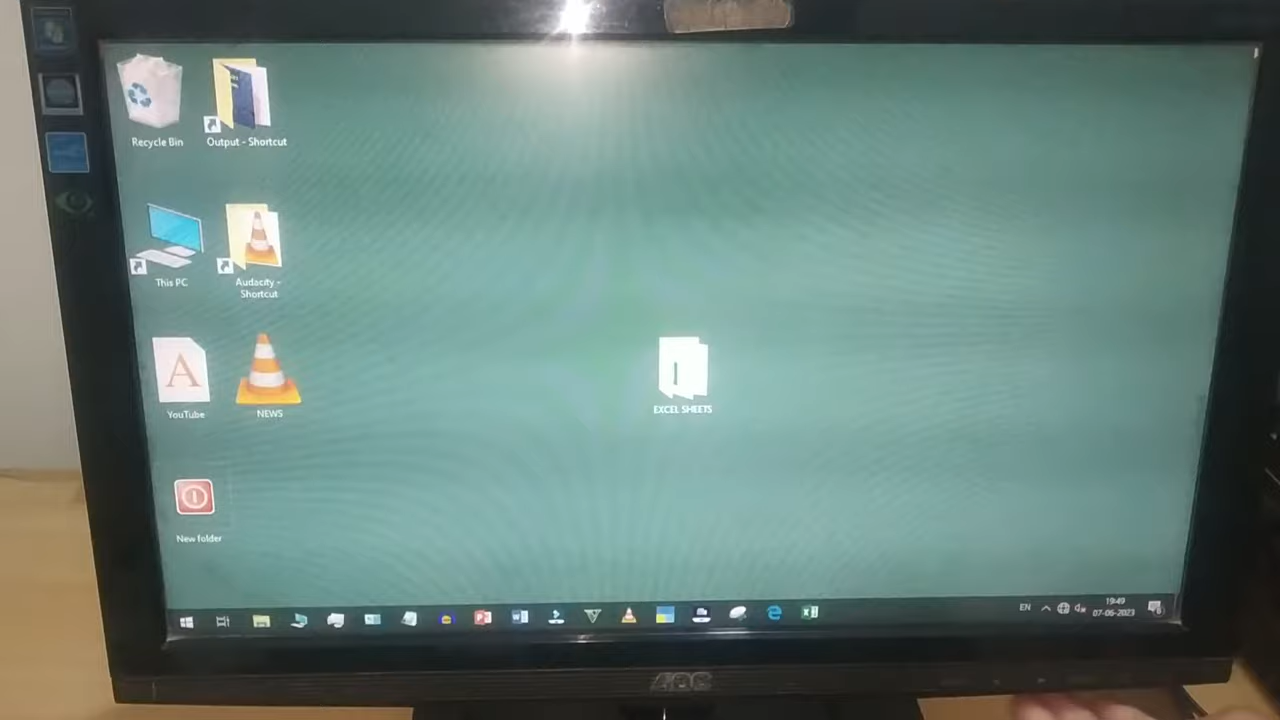 Recycle Bin
Output - Shortcut
This PC
Audacity -
Shortcut
A
YouTube
NEWS
EXCEL SHEETS
New folder
EN
19:49
07-06-2023
AOC